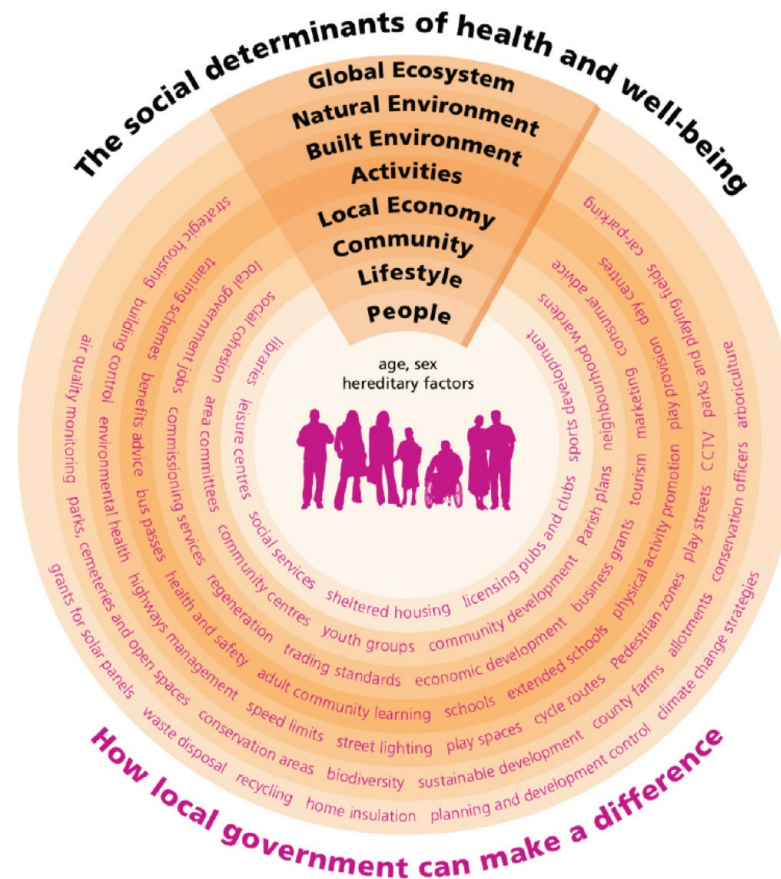 The social determinants of health and well-being
Global Ecosystem
Natural Environment
Built Environment
Activities
Local Economy
Community
Lifestyle
People
age, sex
hereditary factors
libraries leisure centres social services sheltered housing licensing pubs and clubs sports development
social cohesion area committees community centres youth groups community development Parish plans neighbourhood wardens
local government jobs commissioning services regeneration trading standards economic development business grants tourism marketing consumer advice
training schemes benefits advice bus passes health and safety adult community learning schools extended schools physical activity promotion play provision day centres
strategic housing building control environmental health highways management speed limits street lighting play spaces cycle routes Pedestrian zones play streets CCTV parks and playing fields car-parking
air quality monitoring parks, cemeteries and open spaces conservation areas biodiversity sustainable development county farms allotments conservation officers arboriculture
grants for solar panels waste disposal recycling home insulation planning and development control climate change strategies
How local government can make a difference